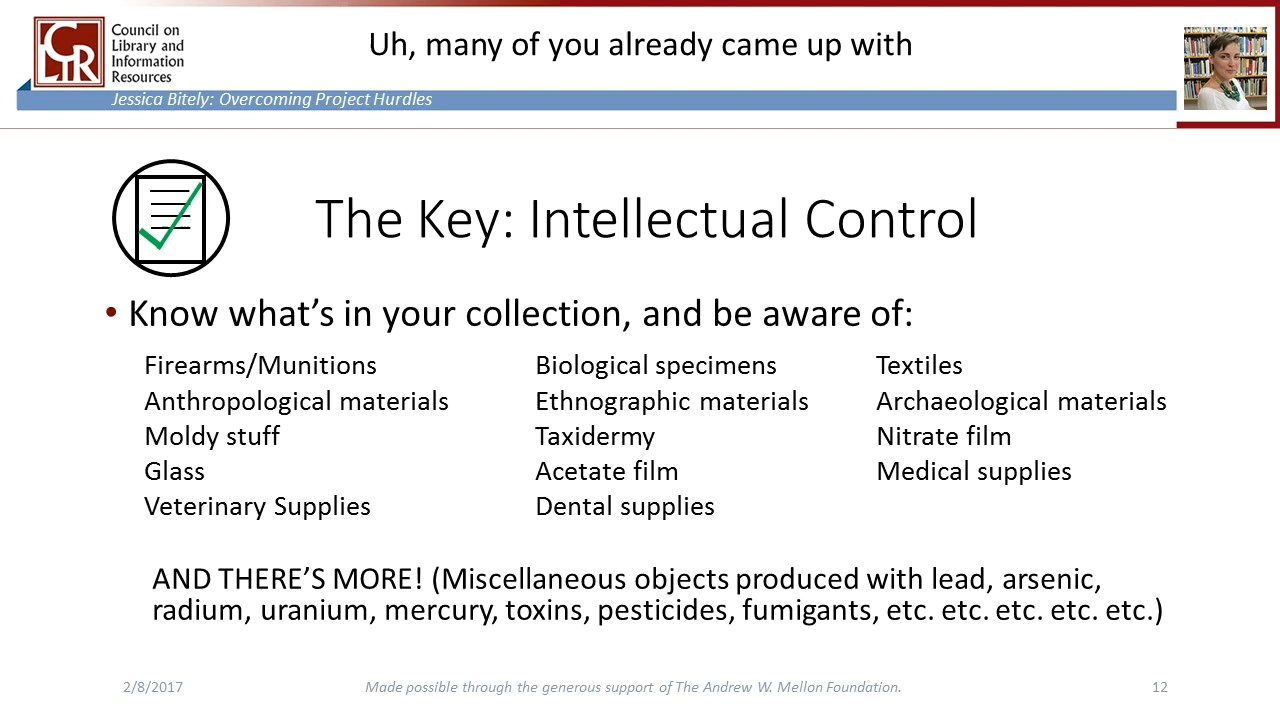 CLIR
Council on
Library and
Information
Resources
Uh, many of you already came up with
Jessica Bitely: Overcoming Project Hurdles
The Key: Intellectual Control
• Know what’s in your collection, and be aware of:
Firearms/Munitions Biological specimens Textiles
Anthropological materials Ethnographic materials Archaeological materials
Moldy stuff Taxidermy Nitrate film
Glass Acetate film Medical supplies
Veterinary Supplies Dental supplies
AND THERE’S MORE! (Miscellaneous objects produced with lead, arsenic,
radium, uranium, mercury, toxins, pesticides, fumigants, etc. etc. etc. etc. etc.)
2/8/2017 Made possible through the generous support of The Andrew W. Mellon Foundation. 12